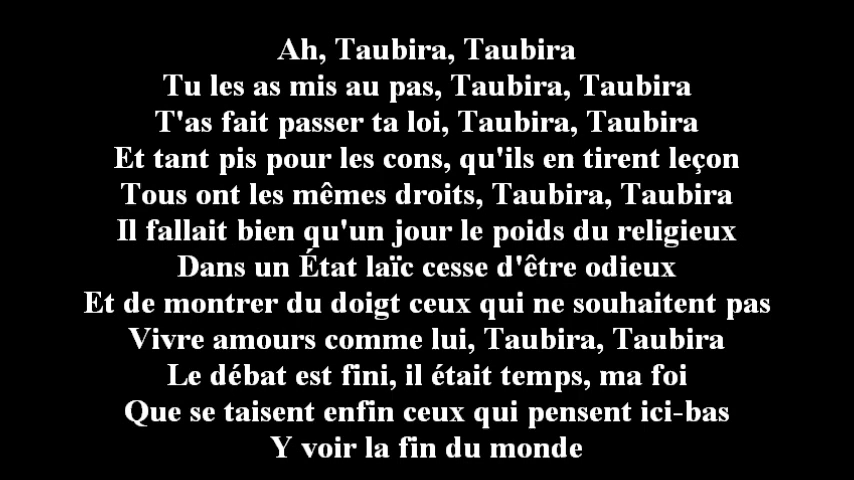 Ah, Taubira, Taubira
Tu les as mis au pas, Taubira, Taubira
T'as fait passer ta loi, Taubira, Taubira
Et tant pis pour les cons, qu'ils en tirent leçon
Tous ont les mêmes droits, Taubira, Taubira
Il fallait bien qu'un jour le poids du religieux
Dans un État laïc cesse d'être odieux
Et de montrer du doigt ceux qui ne souhaitent pas
Vivre amours comme lui, Taubira, Taubira
Le débat est fini, il était temps, ma foi
Que se taisent enfin ceux qui pensent ici-bas
Y voir la fin du monde